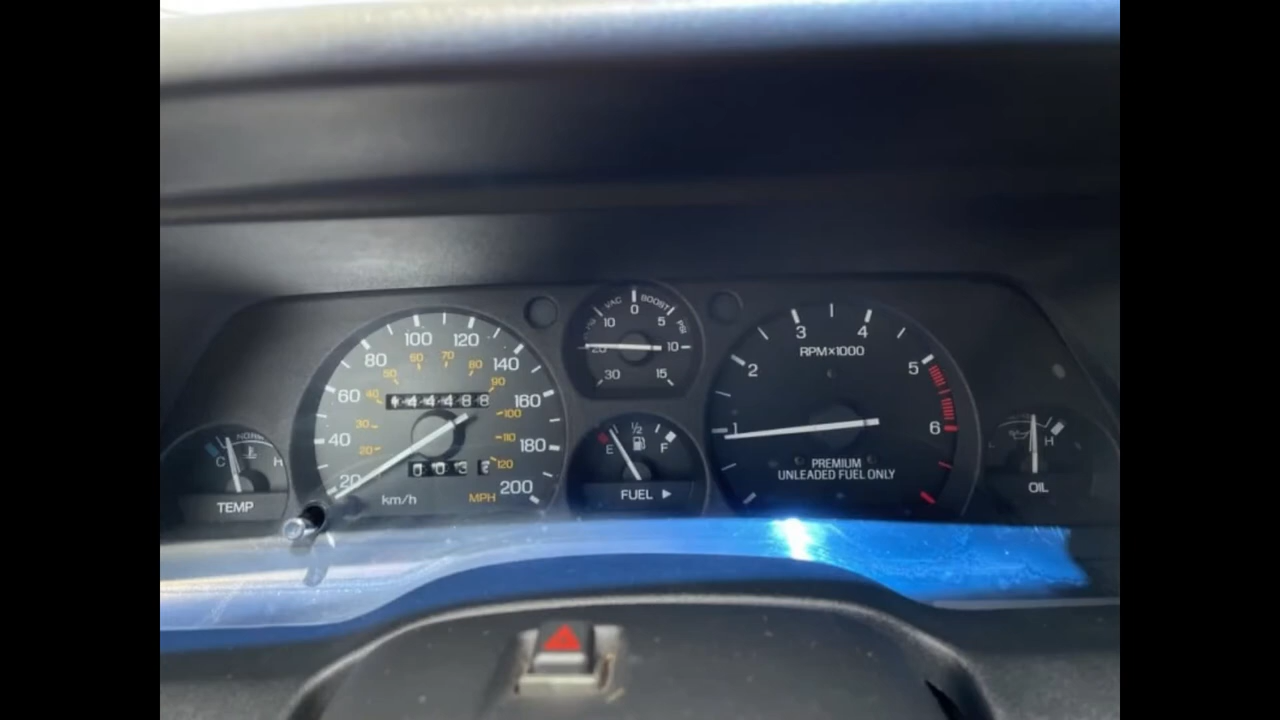 C
NORM
H
TEMP
20
40
60
80
100
120
140
160
180
200
km/h
20
30
40
50
60
70
80
90
100
110
120
MPH
VAC
BOOST
PSI
30
20
10
0
5
10
15
E
½
F
FUEL
1
2
3
4
5
6
RPM×1000
PREMIUM
UNLEADED FUEL ONLY
H
OIL